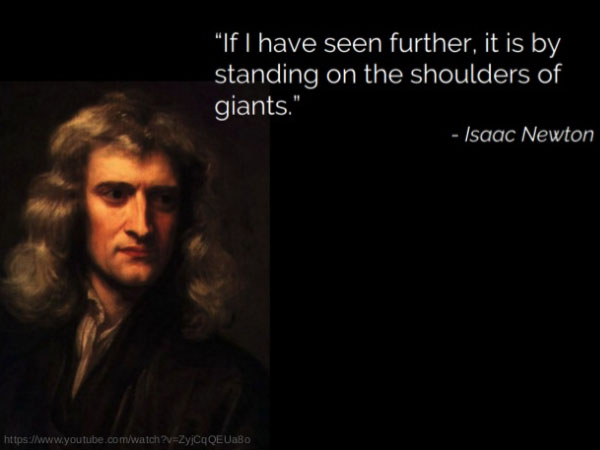 “If I have seen further, it is by
standing on the shoulders of
giants.”
- Isaac Newton
https://www.youtube.com/watch?v=ZyjCqQEUa8o